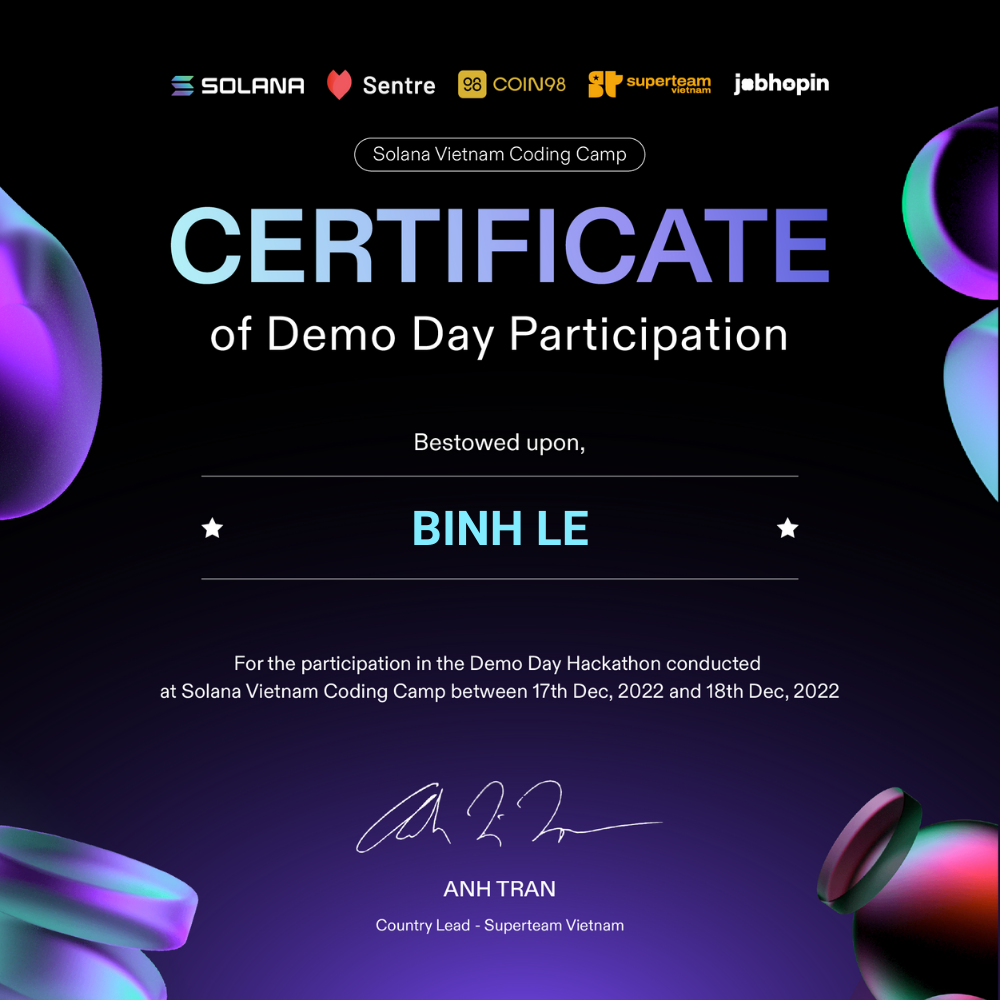 SOLANA Sentre 98 COIN98 superteam vietnam jobhopin
Solana Vietnam Coding Camp
CERTIFICATE
of Demo Day Participation
Bestowed upon,
BINH LE
For the participation in the Demo Day Hackathon conducted
at Solana Vietnam Coding Camp between 17th Dec, 2022 and 18th Dec, 2022
ANH TRAN
Country Lead - Superteam Vietnam